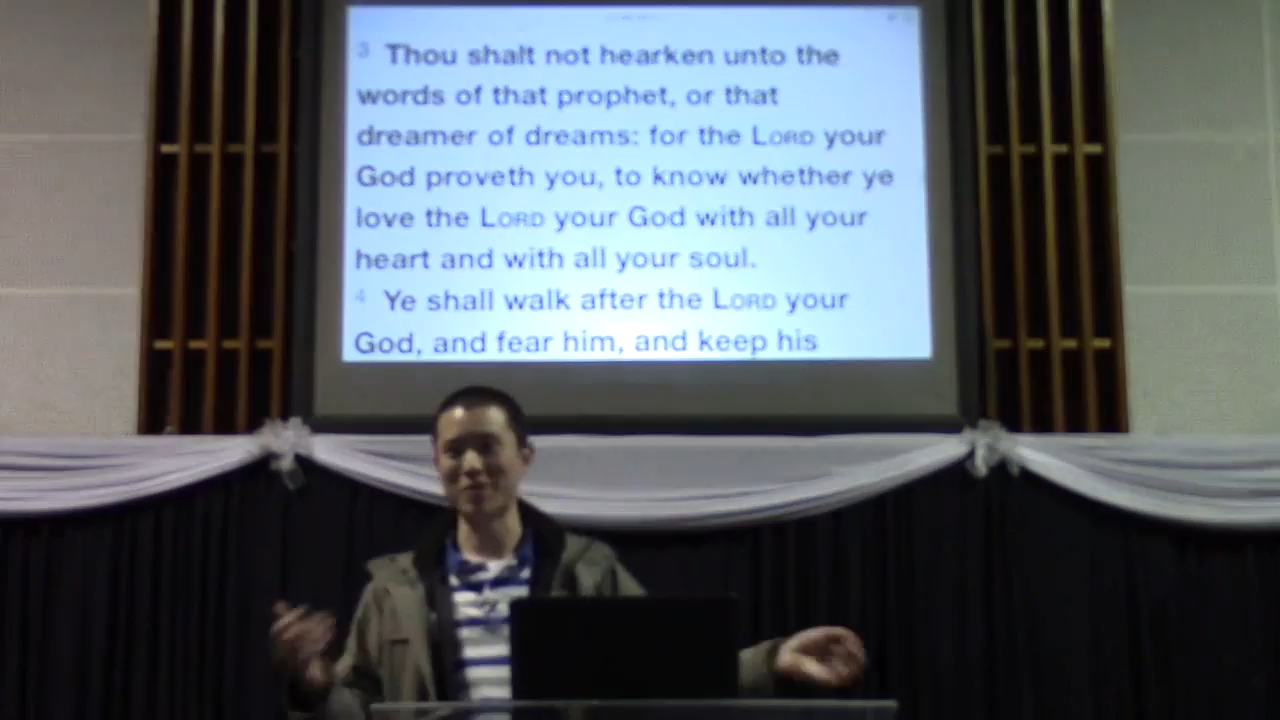 3 Thou shalt not hearken unto the
words of that prophet, or that
dreamer of dreams: for the LORD your
God proveth you, to know whether ye
love the LORD your God with all your
heart and with all your soul.
4 Ye shall walk after the LORD your
God, and fear him, and keep his